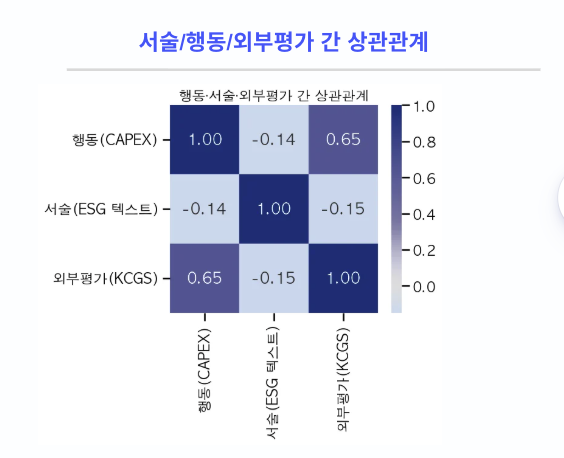 서술/행동/외부평가 간 상관관계
행동·서술·외부평가 간 상관관계
행동(CAPEX)
1.00
-0.14
0.65
서술(ESG 텍스트)
-0.14
1.00
-0.15
외부평가(KCGS)
0.65
-0.15
1.00
행동(CAPEX)
서술(ESG 텍스트)
외부평가(KCGS)
1.0
0.8
0.6
0.4
0.2
0.0